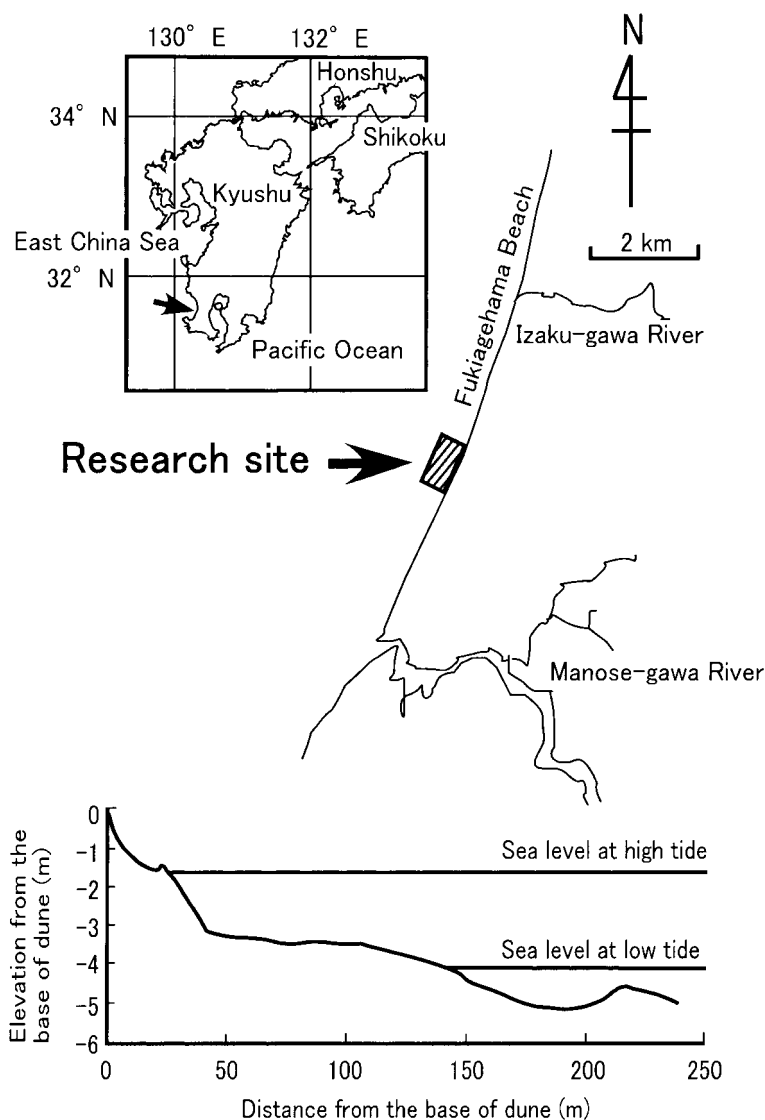 130° E 132° E
N
Honshu
34° N
Shikoku
Kyushu
East China Sea
32° N
Pacific Ocean
2 km
Fukiagehama Beach
Izaku-gawa River
Research site
Manose-gawa River
0
-1
-2
-3
-4
-5
-6
Elevation from the
base of dune (m)
Sea level at high tide
Sea level at low tide
0 50 100 150 200 250
Distance from the base of dune (m)